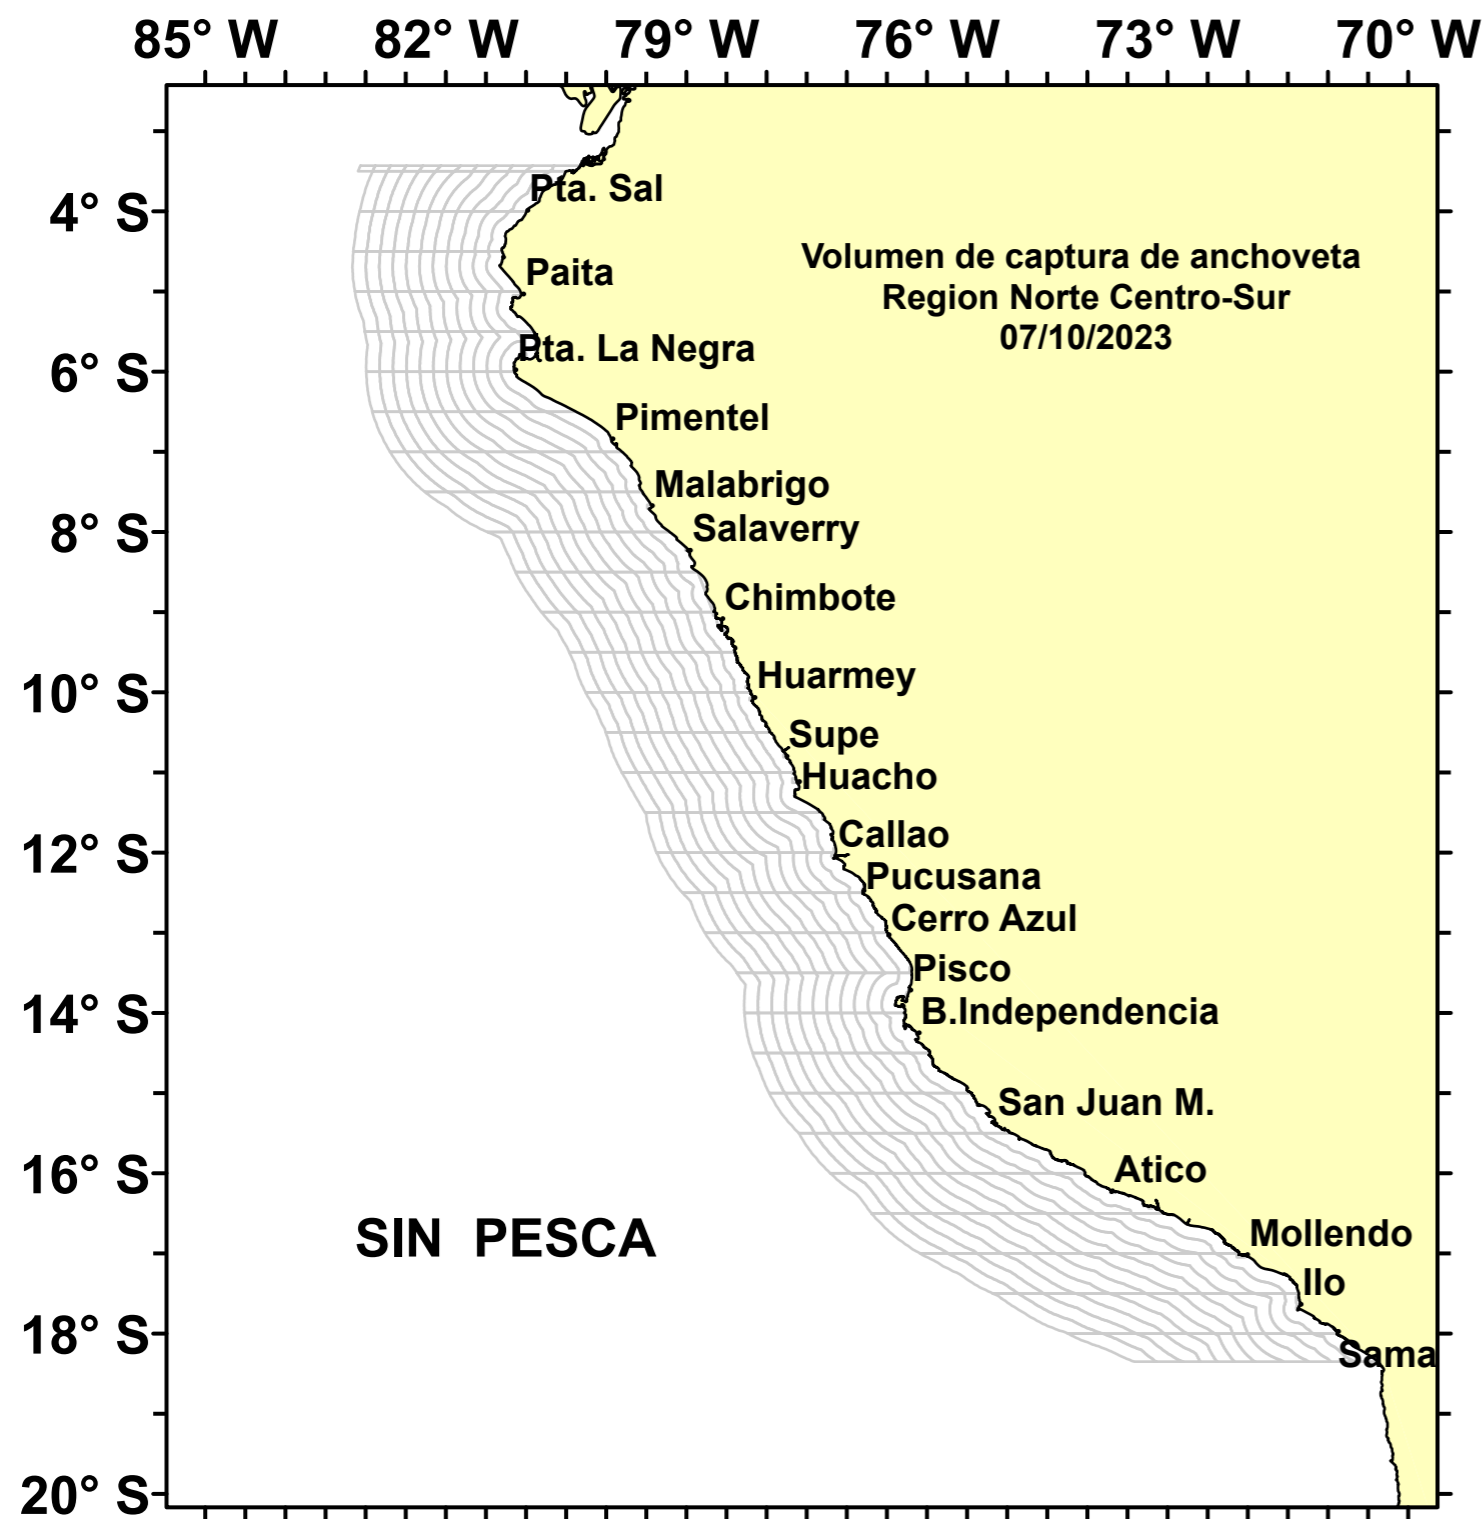 85° W 82° W 79° W 76° W 73° W 70° W
Pta. Sal
4° S
Volumen de captura de anchoveta
Paita
Region Norte Centro-Sur
07/10/2023
Pta. La Negra
6° S
Pimentel
Malabrigo
8° S
Salaverry
Chimbote
Huarmey
10° S
Supe
Huacho
Callao
12° S
Pucusana
Cerro Azul
Pisco
B.Independencia
14° S
San Juan M.
Atico
16° S
Mollendo
SIN PESCA
Ilo
18° S
Sama
20° S